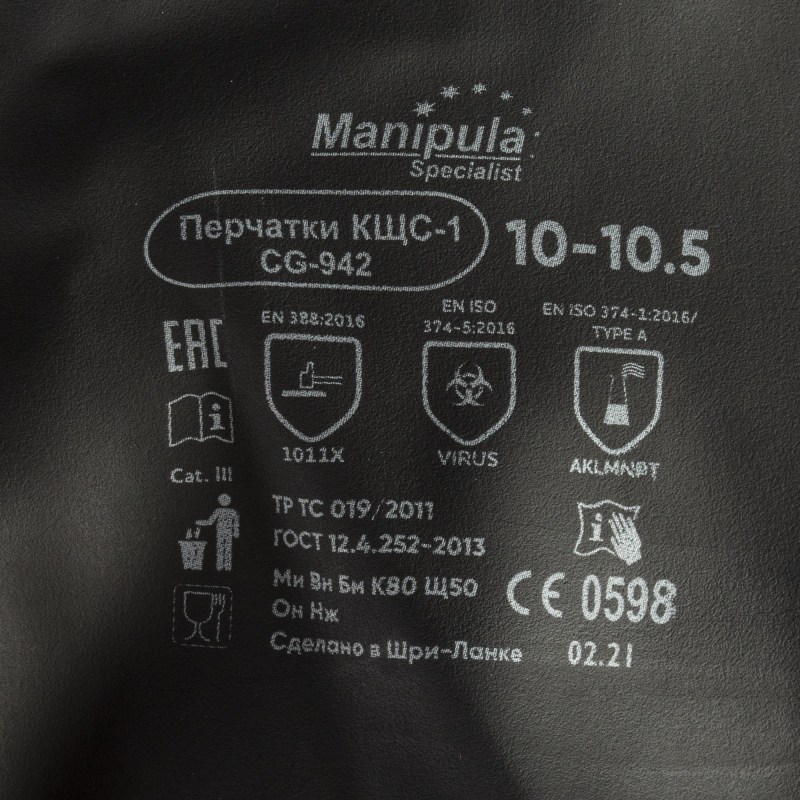 Manipula
Specialist
Перчатки КЩС-1
CG-942
10-10.5
EAC
EN 388:2016
1011X
EN ISO
374-5:2016
VIRUS
EN ISO 374-1:2016/
TYPE A
AKLMNPT
i
Cat. III
ТР ТС 019/2011
ГОСТ 12.4.252-2013
Ми Вн Бм К80 Щ50
Он Нж
Сделано в Шри-Ланке
i
CE 0598
02.21